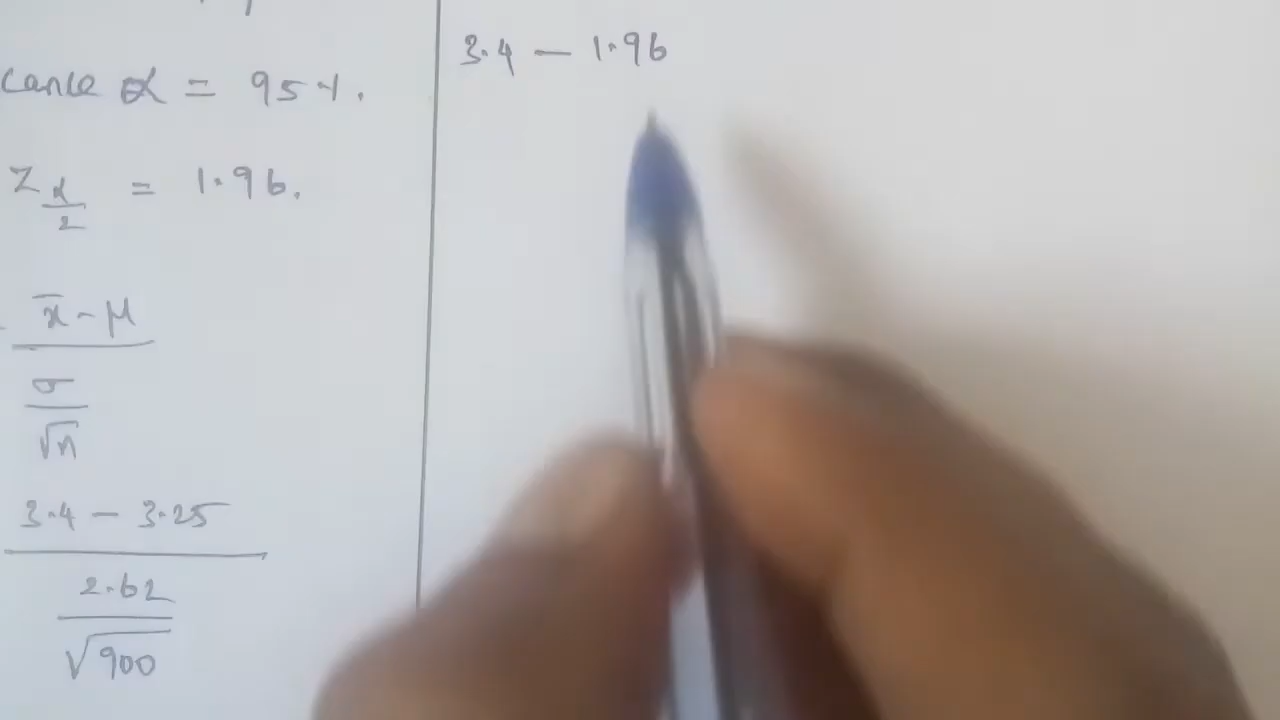 cance α = 95%.
Z α/2 = 1.96.
x̄ - μ
σ
√n
3.4 - 3.25
2.62
√900
3.4 - 1.96